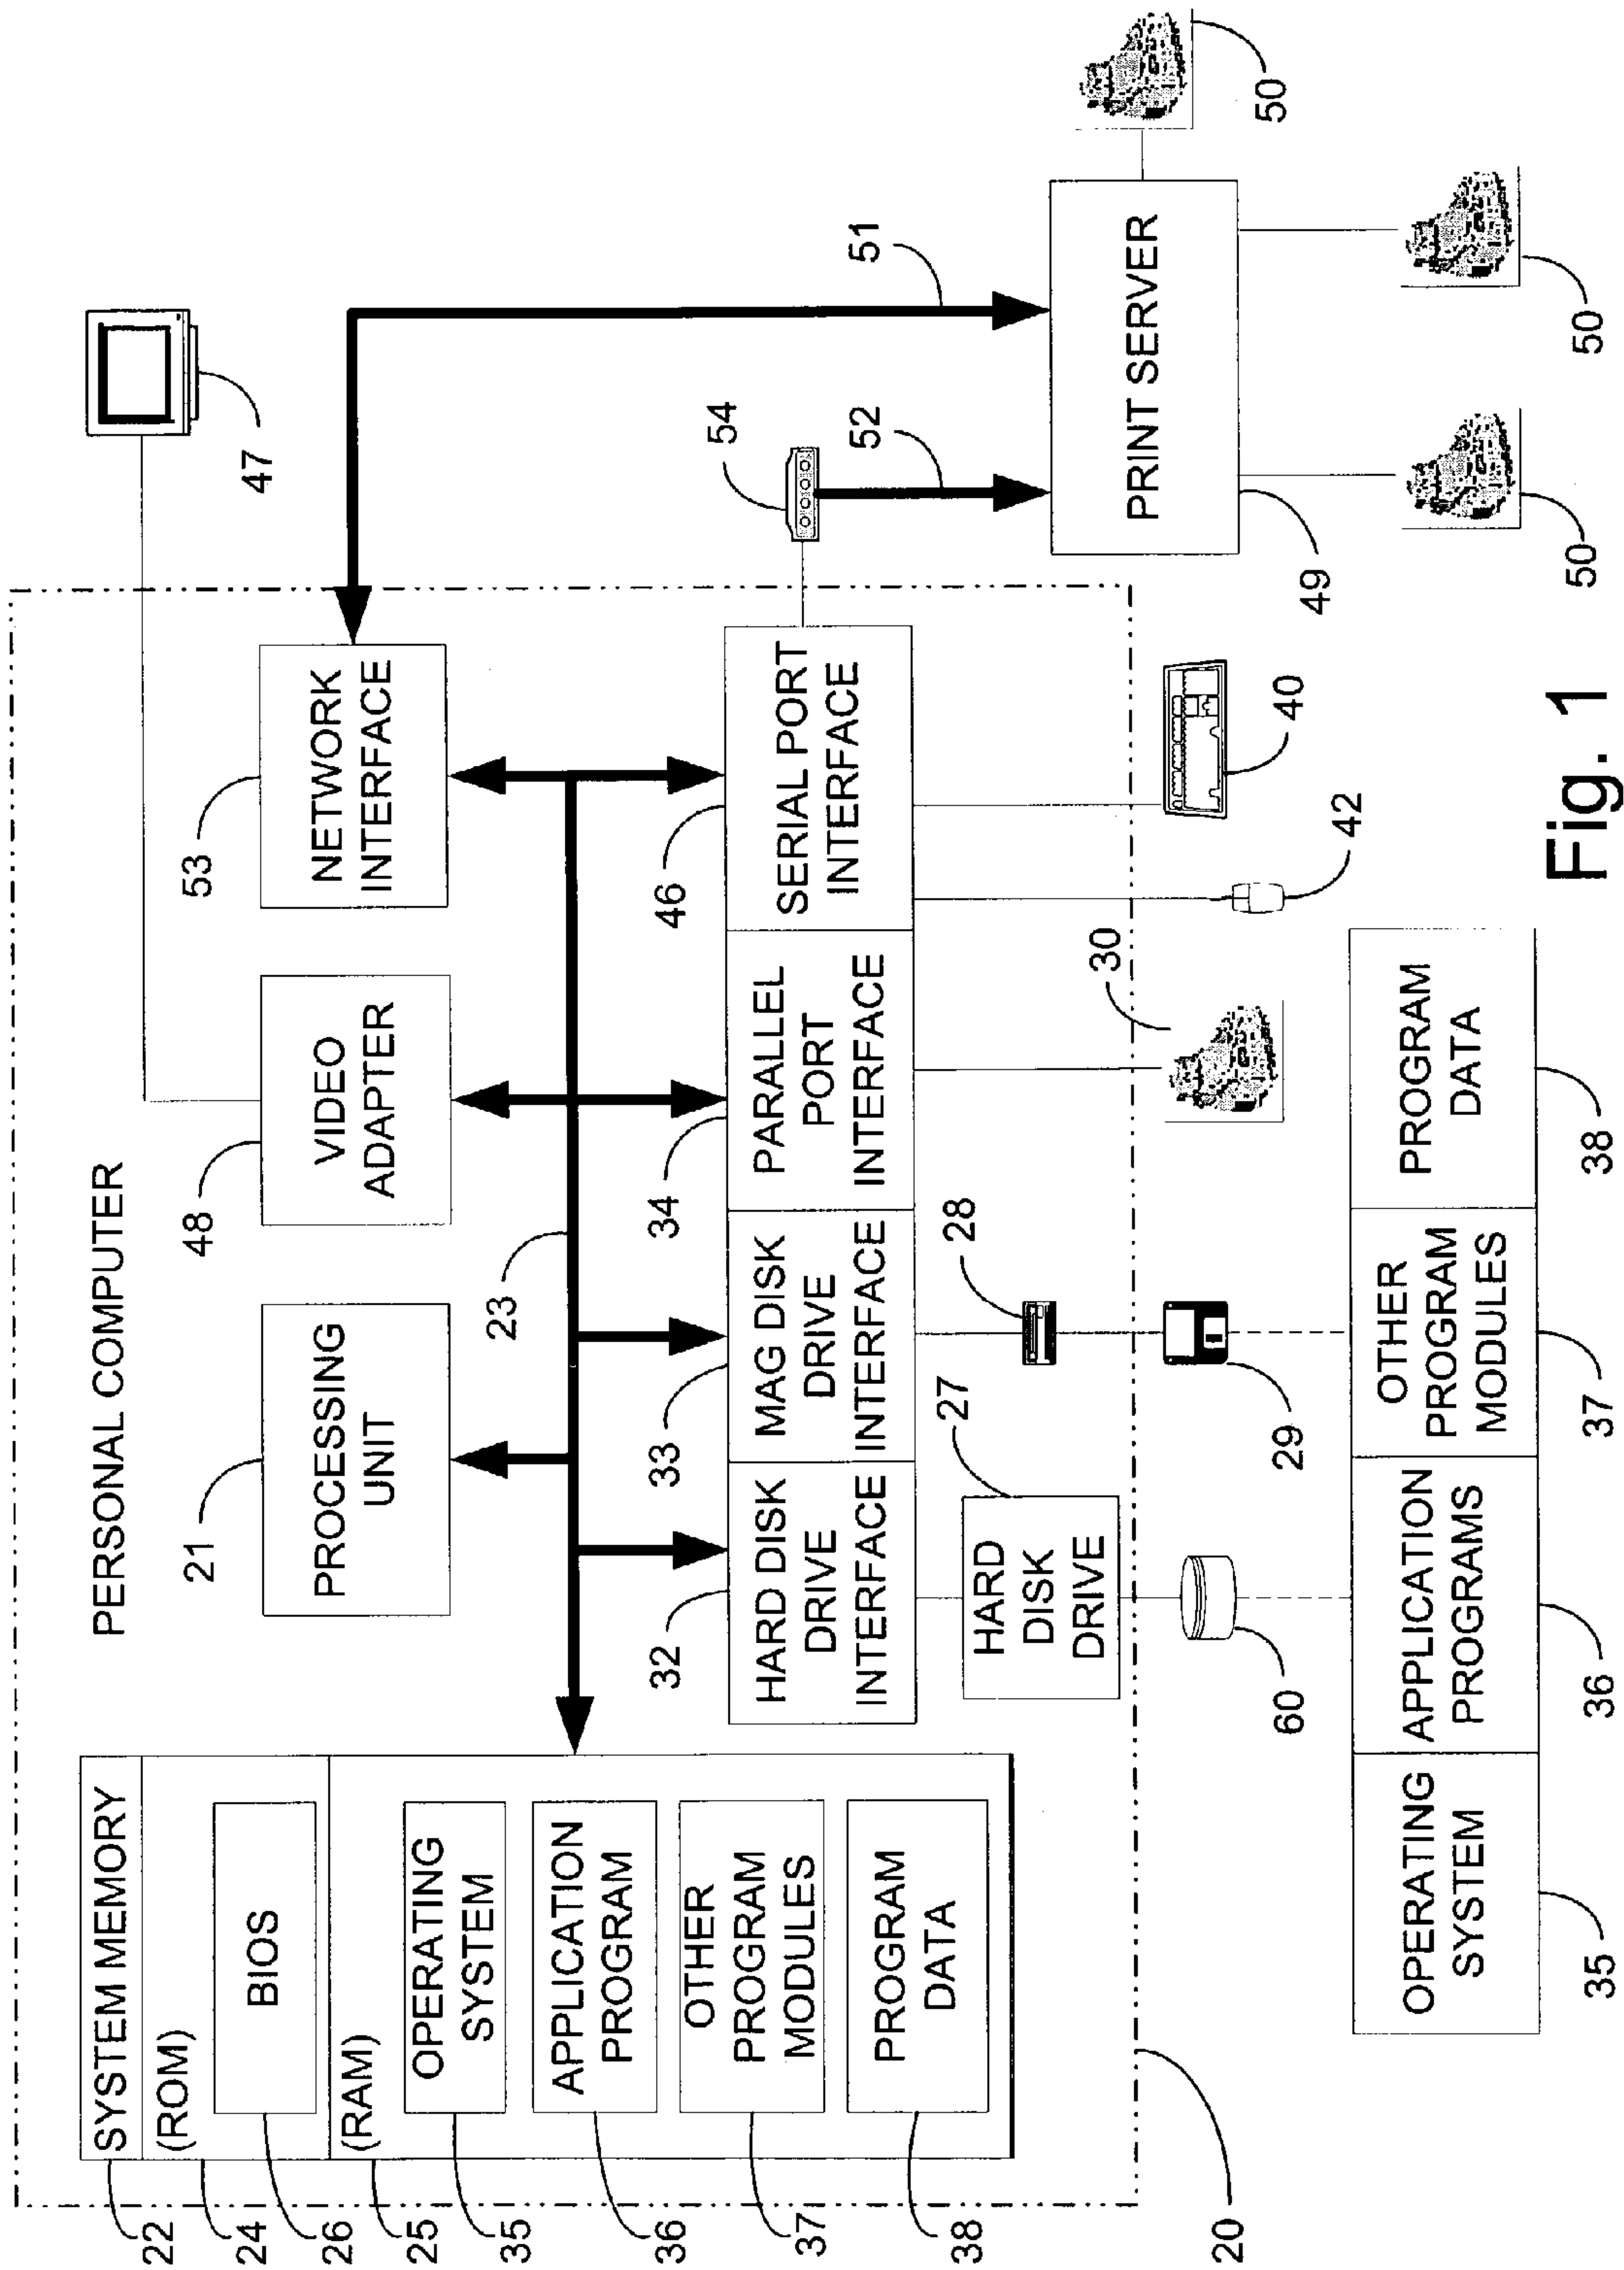 PERSONAL COMPUTER
47
22
SYSTEM MEMORY
24
(ROM)
26
BIOS
25
(RAM)
35
OPERATING
SYSTEM
36
APPLICATION
PROGRAM
37
OTHER
PROGRAM
MODULES
38
PROGRAM
DATA
21
PROCESSING
UNIT
48
VIDEO
ADAPTER
53
NETWORK
INTERFACE
23
51
54
52
32
HARD DISK
DRIVE
INTERFACE
33
MAG DISK
DRIVE
INTERFACE
34
PARALLEL
PORT
INTERFACE
46
SERIAL PORT
INTERFACE
27
HARD
DISK
DRIVE
28
30
PRINT SERVER
49
50
50
50
20
60
29
42
40
OPERATING
SYSTEM
APPLICATION
PROGRAMS
OTHER
PROGRAM
MODULES
PROGRAM
DATA
35
36
37
38
Fig. 1